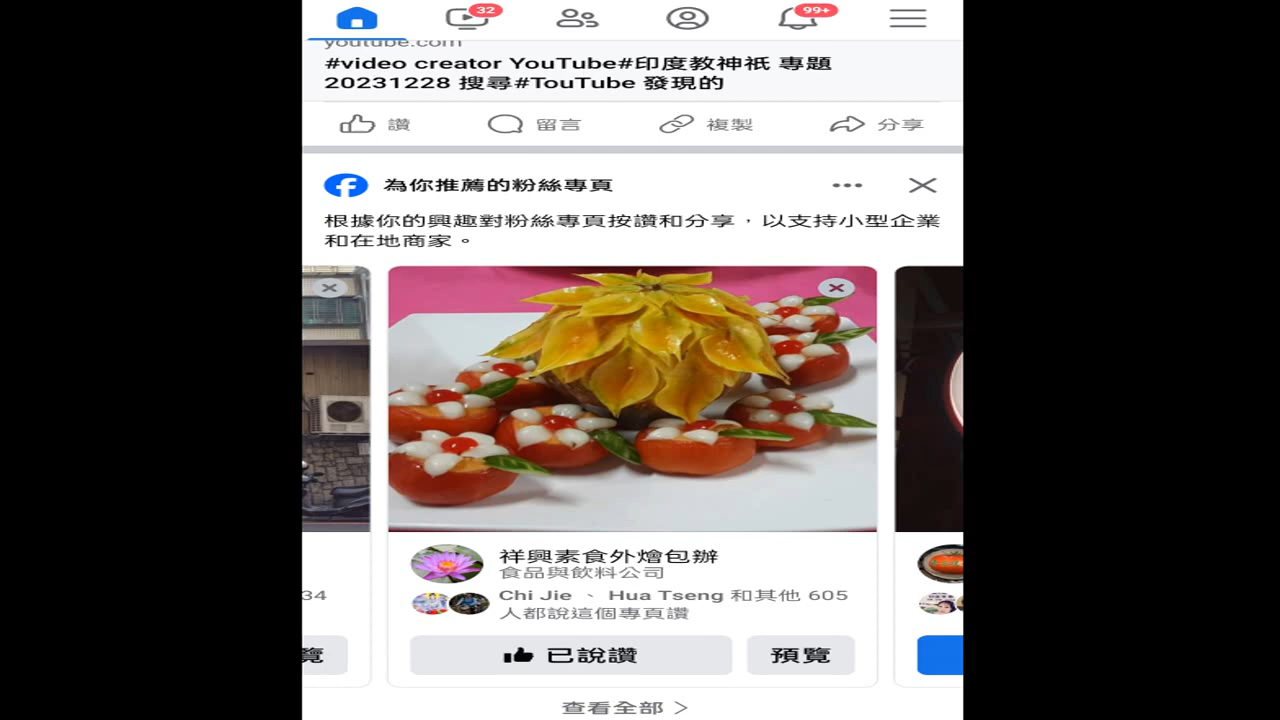 32
99+
youtube.com
#video creator YouTube#印度教神祇 專題
20231228 搜尋#TouTube 發現的
讚 留言 複製 分享
為你推薦的粉絲專頁
根據你的興趣對粉絲專頁按讚和分享，以支持小型企業
和在地商家。
祥興素食外燴包辦
食品與飲料公司
34
Chi Jie 、 Hua Tseng 和其他 605
人都說這個專頁讚
覽
已說讚
預覽
查看全部 >